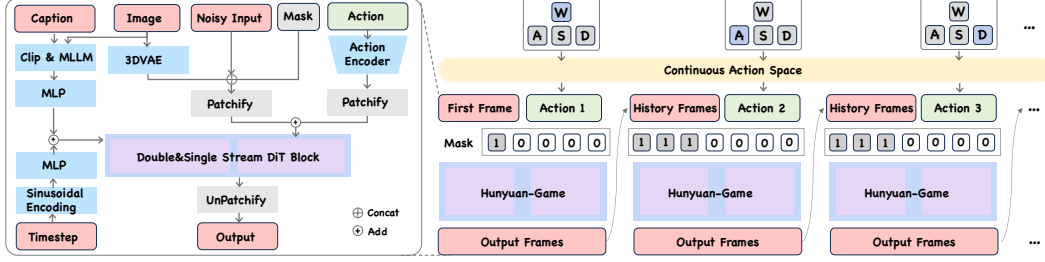 Caption
Image
Noisy Input
Mask
Action
Clip & MLLM
3DVAE
Action
Encoder
MLP
Patchify
Patchify
Double&Single Stream DiT Block
MLP
Sinusoidal
Encoding
UnPatchify
Timestep
Output
Concat
Add
W
A S D
W
A S D
W
A S D
...
Continuous Action Space
First Frame
Action 1
History Frames
Action 2
History Frames
Action 3
...
Mask
1 0 0 0 0
1 1 1 0 0 0 0
1 1 1 0 0 0 0
Hunyuan-Game
Hunyuan-Game
Hunyuan-Game
Output Frames
Output Frames
Output Frames
...